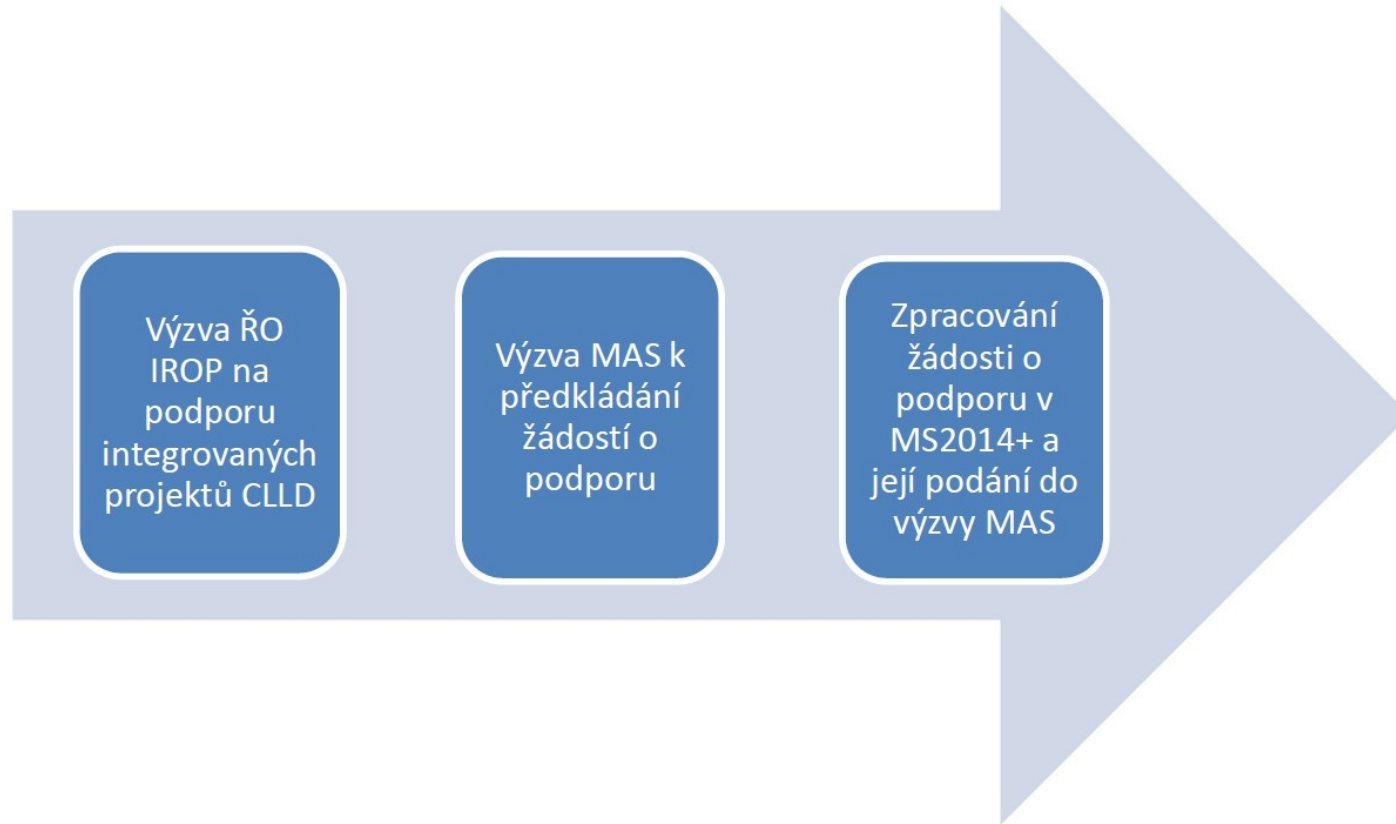 Výzva ŘO
IROP na
podporu
integrovaných
projektů CLLD
Výzva MAS k
předkládání
žádostí o
podporu
Zpracování
žádosti o
podporu v
MS2014+ a
její podání do
výzvy MAS